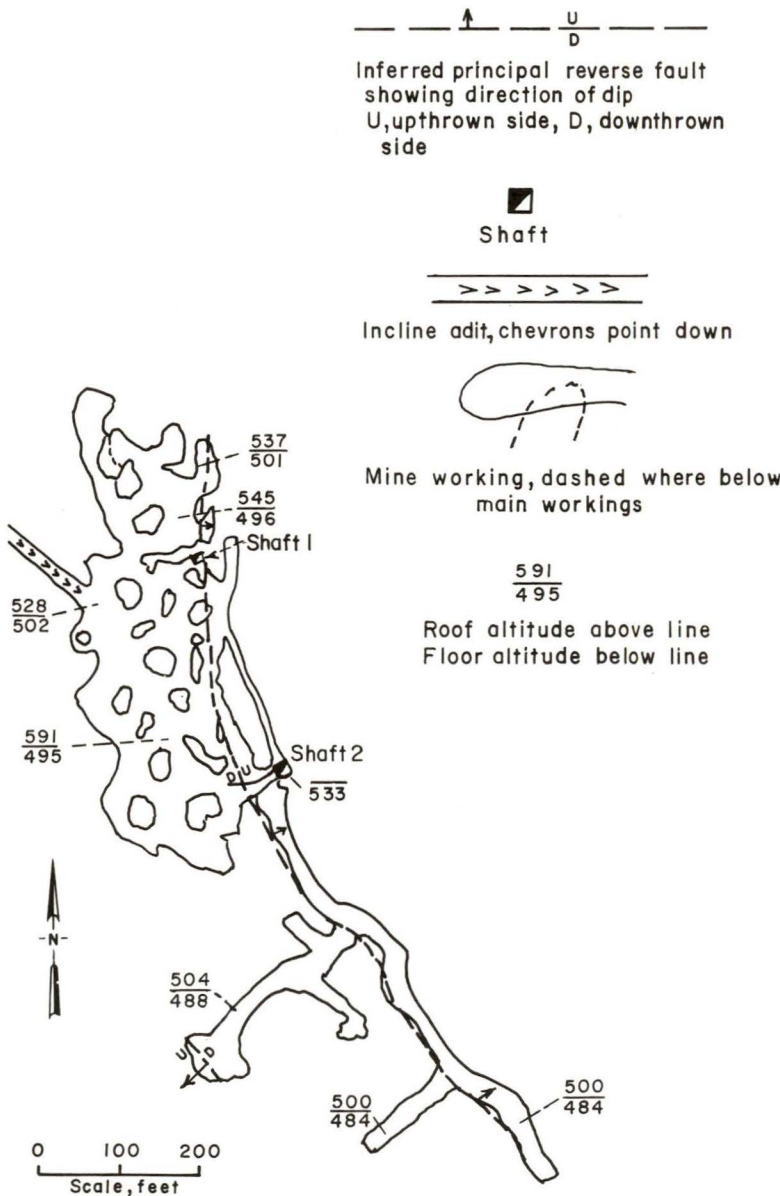 U
D
Inferred principal reverse fault
showing direction of dip
U, upthrown side, D, downthrown
side
Shaft
Incline adit, chevrons point down
Mine working, dashed where below
main workings
591
495
Roof altitude above line
Floor altitude below line
537
501
545
496
Shaft 1
528
502
591
495
Shaft 2
D U
533
N
504
488
U D
500
484
500
484
0 100 200
Scale, feet